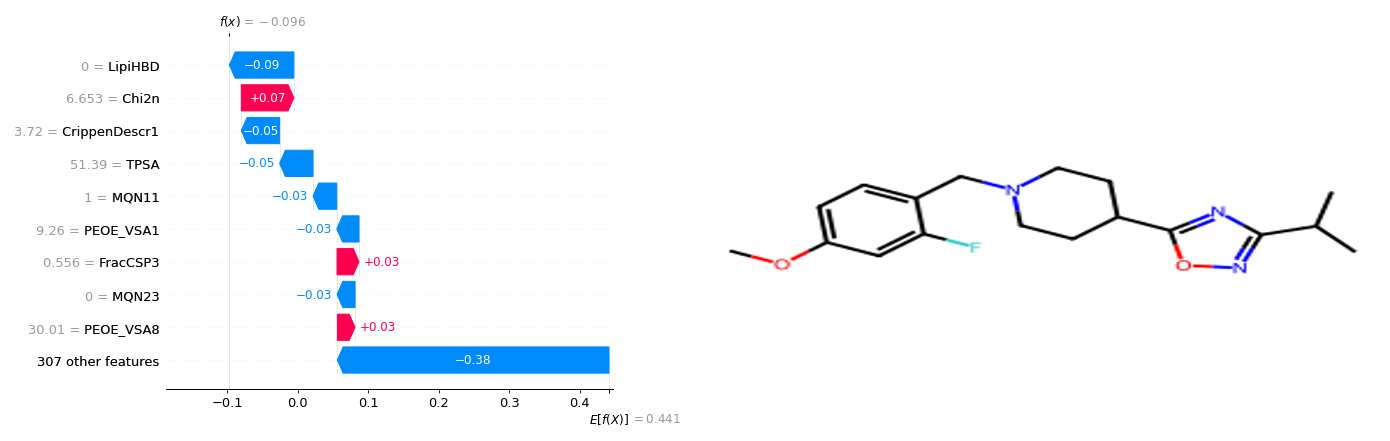 f(x) = −0.096
0 = LipiHBD
−0.09
6.653 = Chi2n
+0.07
3.72 = CrippenDescr1
−0.05
51.39 = TPSA
−0.05
1 = MQN11
−0.03
9.26 = PEOE_VSA1
−0.03
0.556 = FracCSP3
+0.03
0 = MQN23
−0.03
30.01 = PEOE_VSA8
+0.03
307 other features
−0.38
−0.1 0.0 0.1 0.2 0.3 0.4
E[f(X)] = 0.441
N
N
F
O
O
N